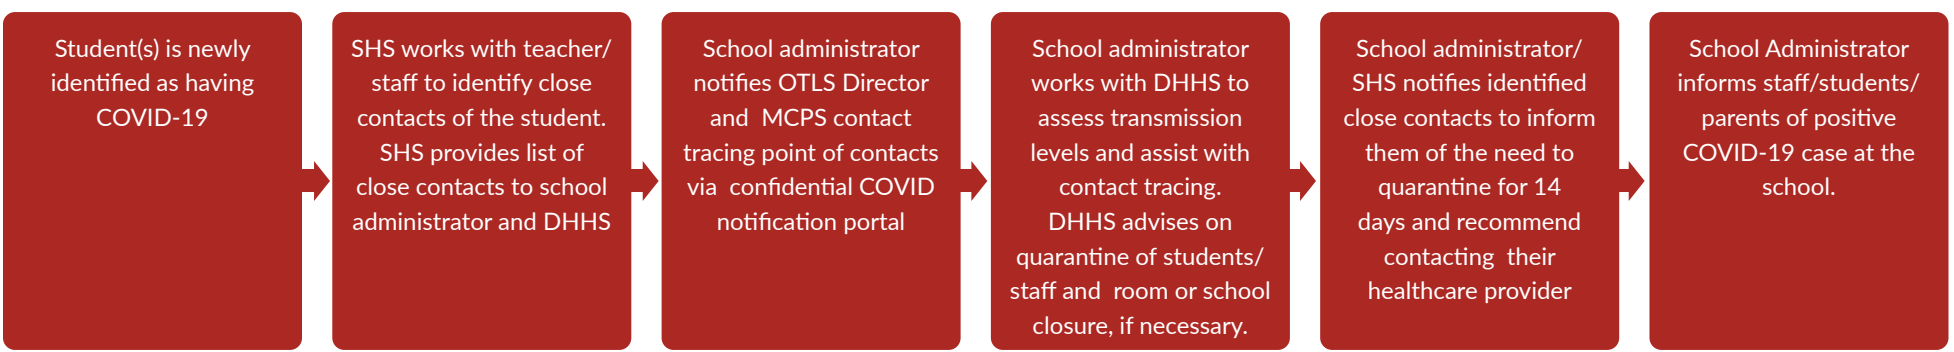 Student(s) is newly
identified as having
COVID-19
SHS works with teacher/
staff to identify close
contacts of the student.
SHS provides list of
close contacts to school
administrator and DHHS
School administrator
notifies OTLS Director
and MCPS contact
tracing point of contacts
via confidential COVID
notification portal
School administrator
works with DHHS to
assess transmission
levels and assist with
contact tracing.
DHHS advises on
quarantine of students/
staff and room or school
closure, if necessary.
School administrator/
SHS notifies identified
close contacts to inform
them of the need to
quarantine for 14
days and recommend
contacting their
healthcare provider
School Administrator
informs staff/students/
parents of positive
COVID-19 case at the
school.